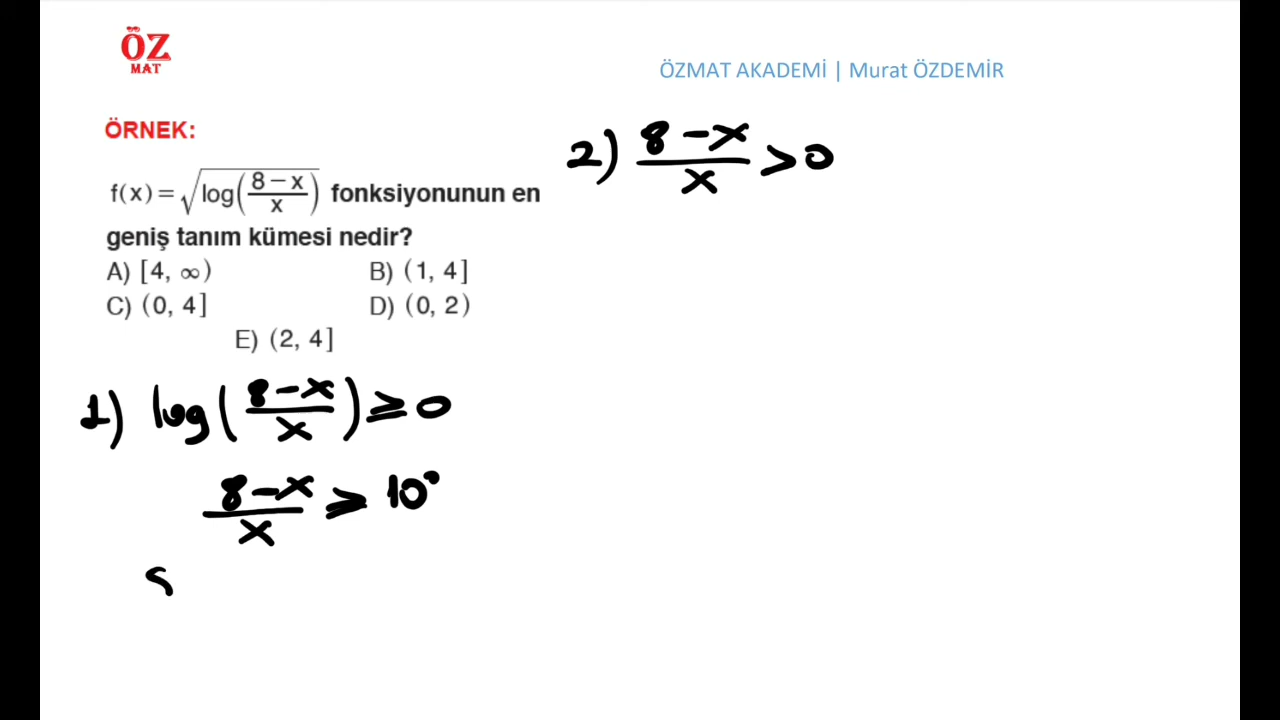 ÖZ
MAT
ÖZMAT AKADEMİ | Murat ÖZDEMİR
ÖRNEK:
f(x) = √(log((8 − x)/x)) fonksiyonunun en
geniş tanım kümesi nedir?
A) [4, ∞)
B) (1, 4]
C) (0, 4]
D) (0, 2)
E) (2, 4]
1) log((8 − x)/x) ≥ 0
(8 − x)/x ≥ 10⁰
2) (8 − x)/x > 0